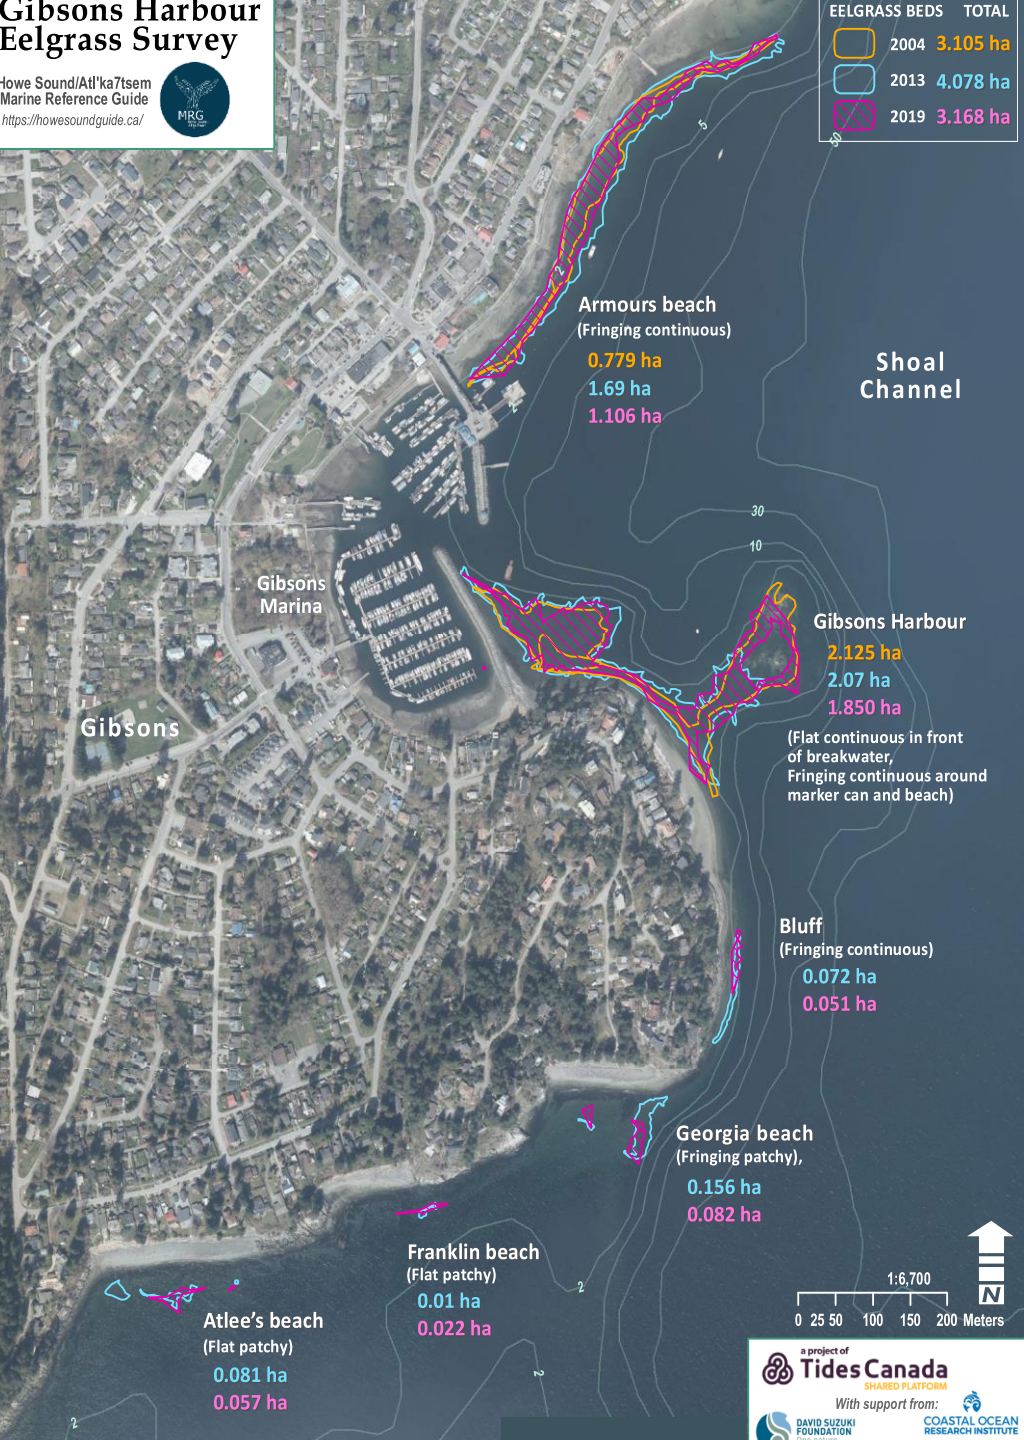 Gibsons Harbour
Eelgrass Survey
Howe Sound/Atl'ka7tsem
Marine Reference Guide
https://howesoundguide.ca/
MRG
EELGRASS BEDS TOTAL
2004 3.105 ha
2013 4.078 ha
2019 3.168 ha
5
50
2
Armours beach
(Fringing continuous)
0.779 ha
1.69 ha
1.106 ha
Shoal
Channel
2
30
10
Gibsons
Marina
Gibsons Harbour
2.125 ha
2.07 ha
1.850 ha
(Flat continuous in front
of breakwater,
Fringing continuous around
marker can and beach)
Gibsons
Bluff
(Fringing continuous)
0.072 ha
0.051 ha
Georgia beach
(Fringing patchy),
0.156 ha
0.082 ha
Franklin beach
(Flat patchy)
0.01 ha
0.022 ha
2
Atlee's beach
(Flat patchy)
0.081 ha
0.057 ha
2
2
N
1:6,700
0 25 50 100 150 200 Meters
a project of
Tides Canada
SHARED PLATFORM
With support from:
DAVID SUZUKI
FOUNDATION
One nature
COASTAL OCEAN
RESEARCH INSTITUTE